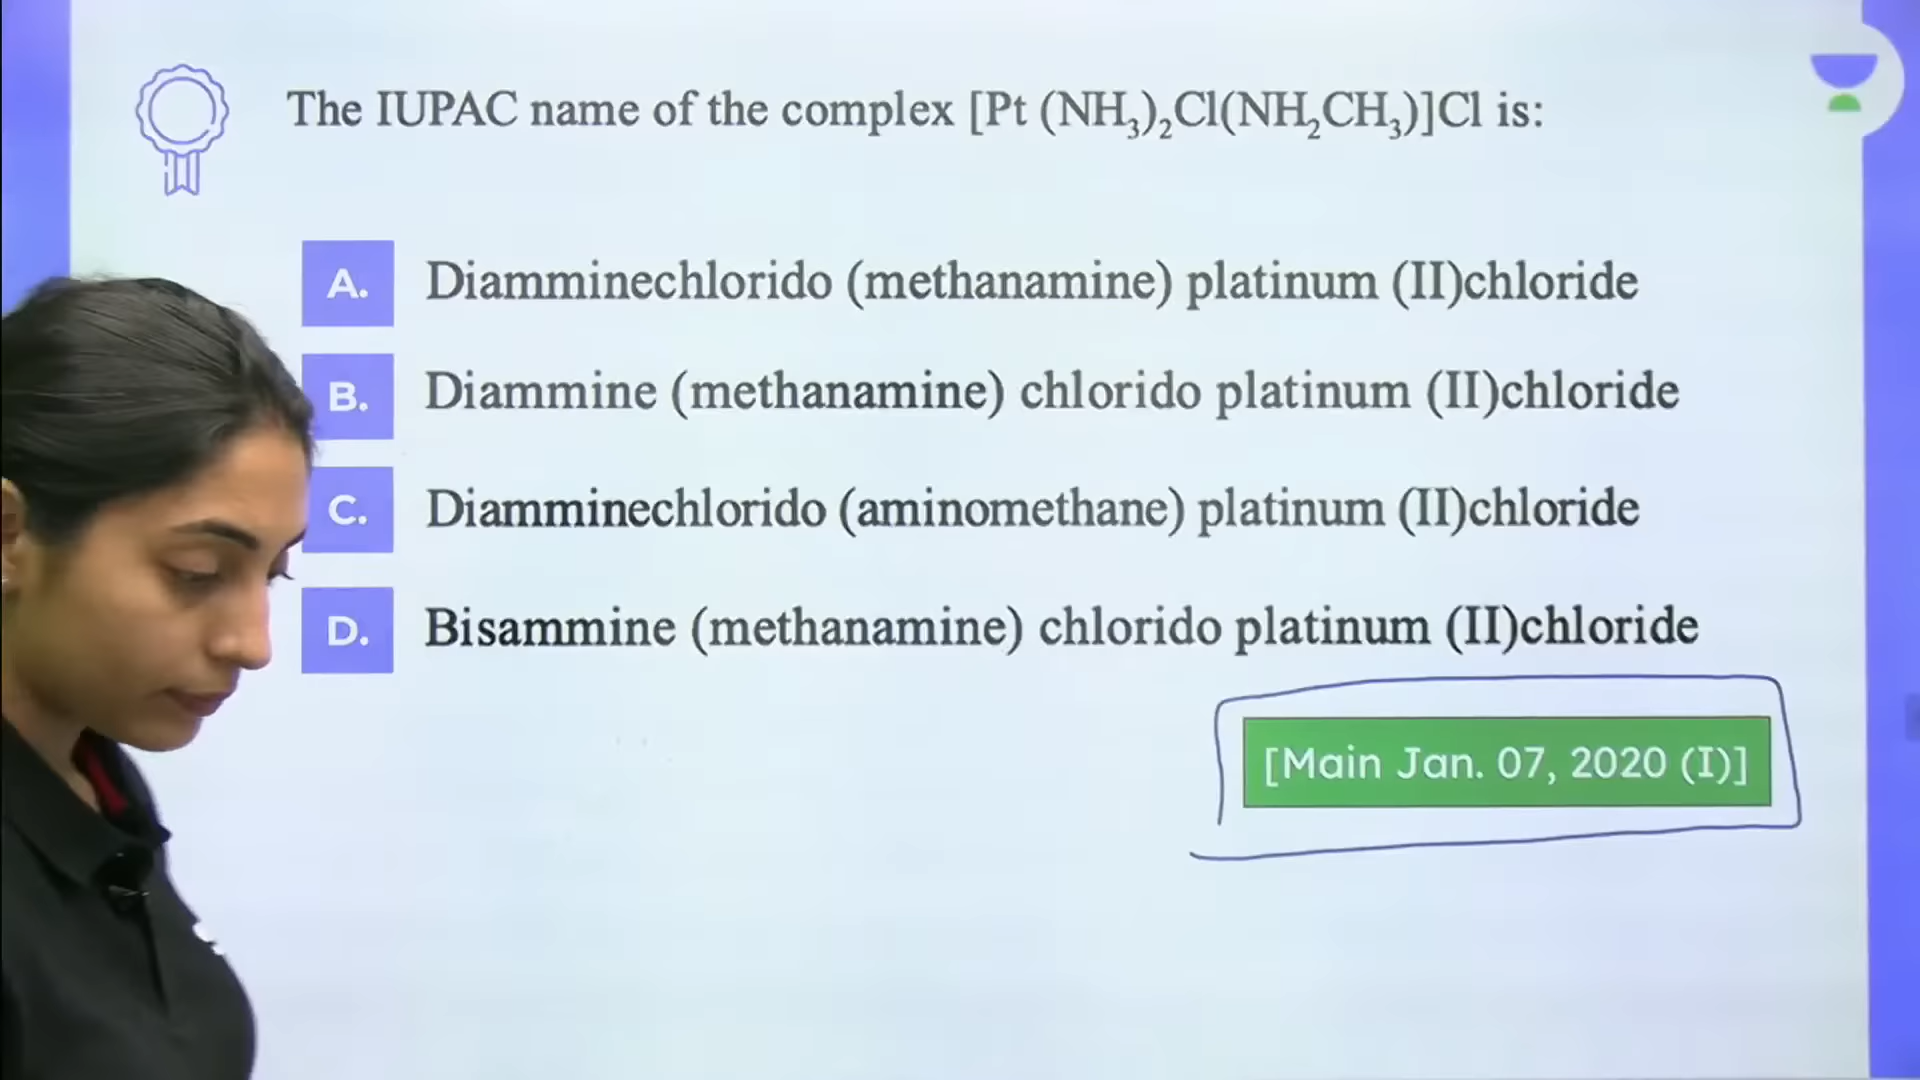 The IUPAC name of the complex [Pt (NH₃)₂Cl(NH₂CH₃)]Cl is:
A. Diamminechlorido (methanamine) platinum (II)chloride
B. Diammine (methanamine) chlorido platinum (II)chloride
C. Diamminechlorido (aminomethane) platinum (II)chloride
D. Bisammine (methanamine) chlorido platinum (II)chloride
[Main Jan. 07, 2020 (I)]